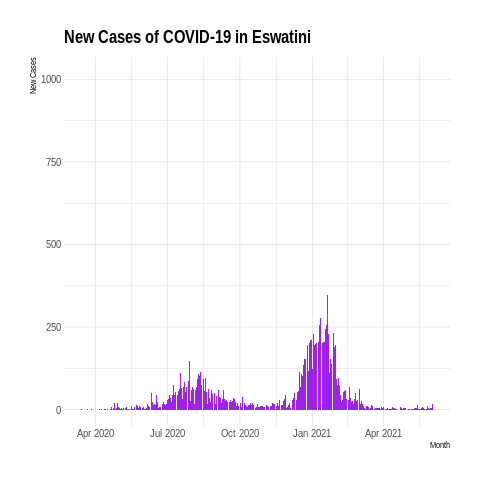 New Cases of COVID-19 in Eswatini
New Cases
1000
750
500
250
0
Apr 2020 Jul 2020 Oct 2020 Jan 2021 Apr 2021
Month